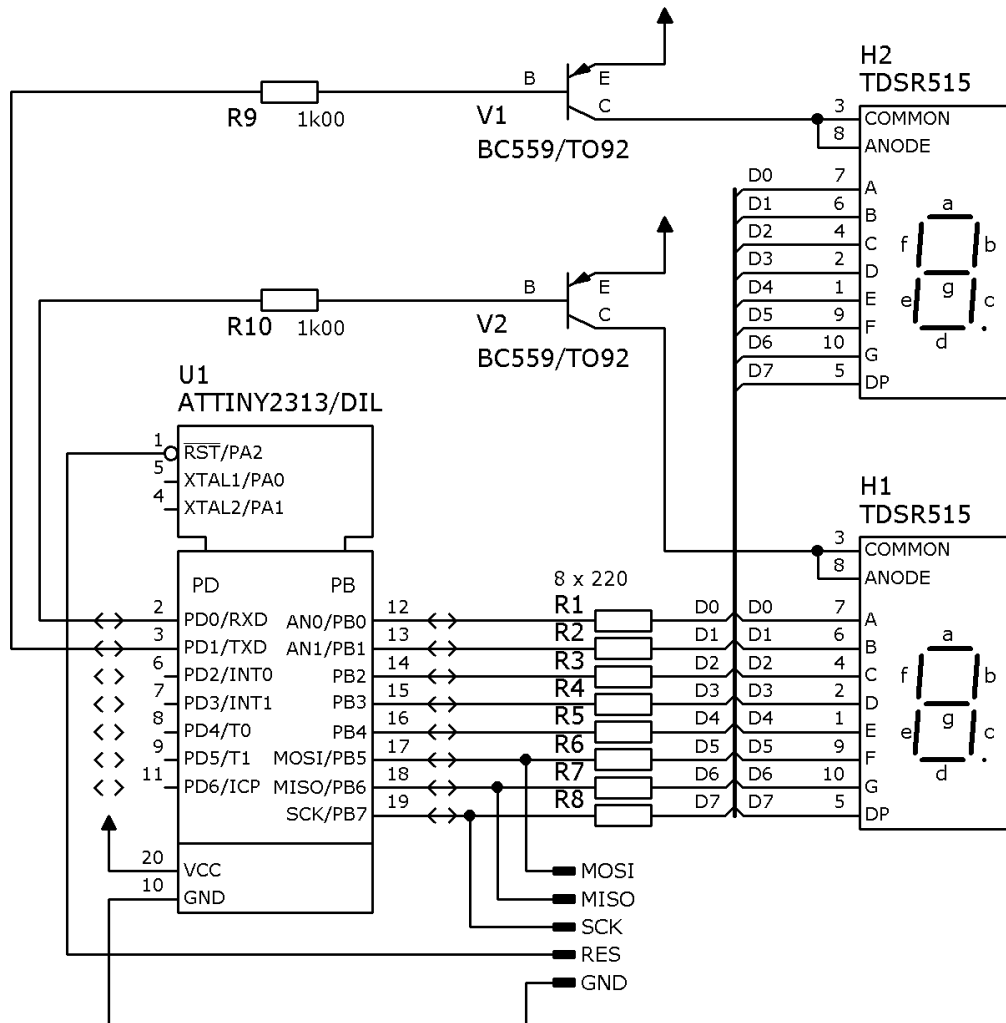 H2
TDSR515
B
E
C
R9
1k00
V1
BC559/TO92
3
COMMON
8
ANODE
D0 7 A
D1 6 B
D2 4 C
D3 2 D
D4 1 E
D5 9 F
D6 10 G
D7 5 DP
a
f b
g
e c
d
B
E
C
R10
1k00
V2
BC559/TO92
U1
ATTINY2313/DIL
1 RST/PA2
5 XTAL1/PA0
4 XTAL2/PA1
H1
TDSR515
3
COMMON
8
ANODE
PD PB
8 x 220
2 PD0/RXD AN0/PB0 12 R1 D0 D0 7 A
3 PD1/TXD AN1/PB1 13 R2 D1 D1 6 B
6 PD2/INT0 PB2 14 R3 D2 D2 4 C
7 PD3/INT1 PB3 15 R4 D3 D3 2 D
8 PD4/T0 PB4 16 R5 D4 D4 1 E
9 PD5/T1 MOSI/PB5 17 R6 D5 D5 9 F
11 PD6/ICP MISO/PB6 18 R7 D6 D6 10 G
SCK/PB7 19 R8 D7 D7 5 DP
a
f b
g
e c
d
20 VCC
10 GND
MOSI
MISO
SCK
RES
GND